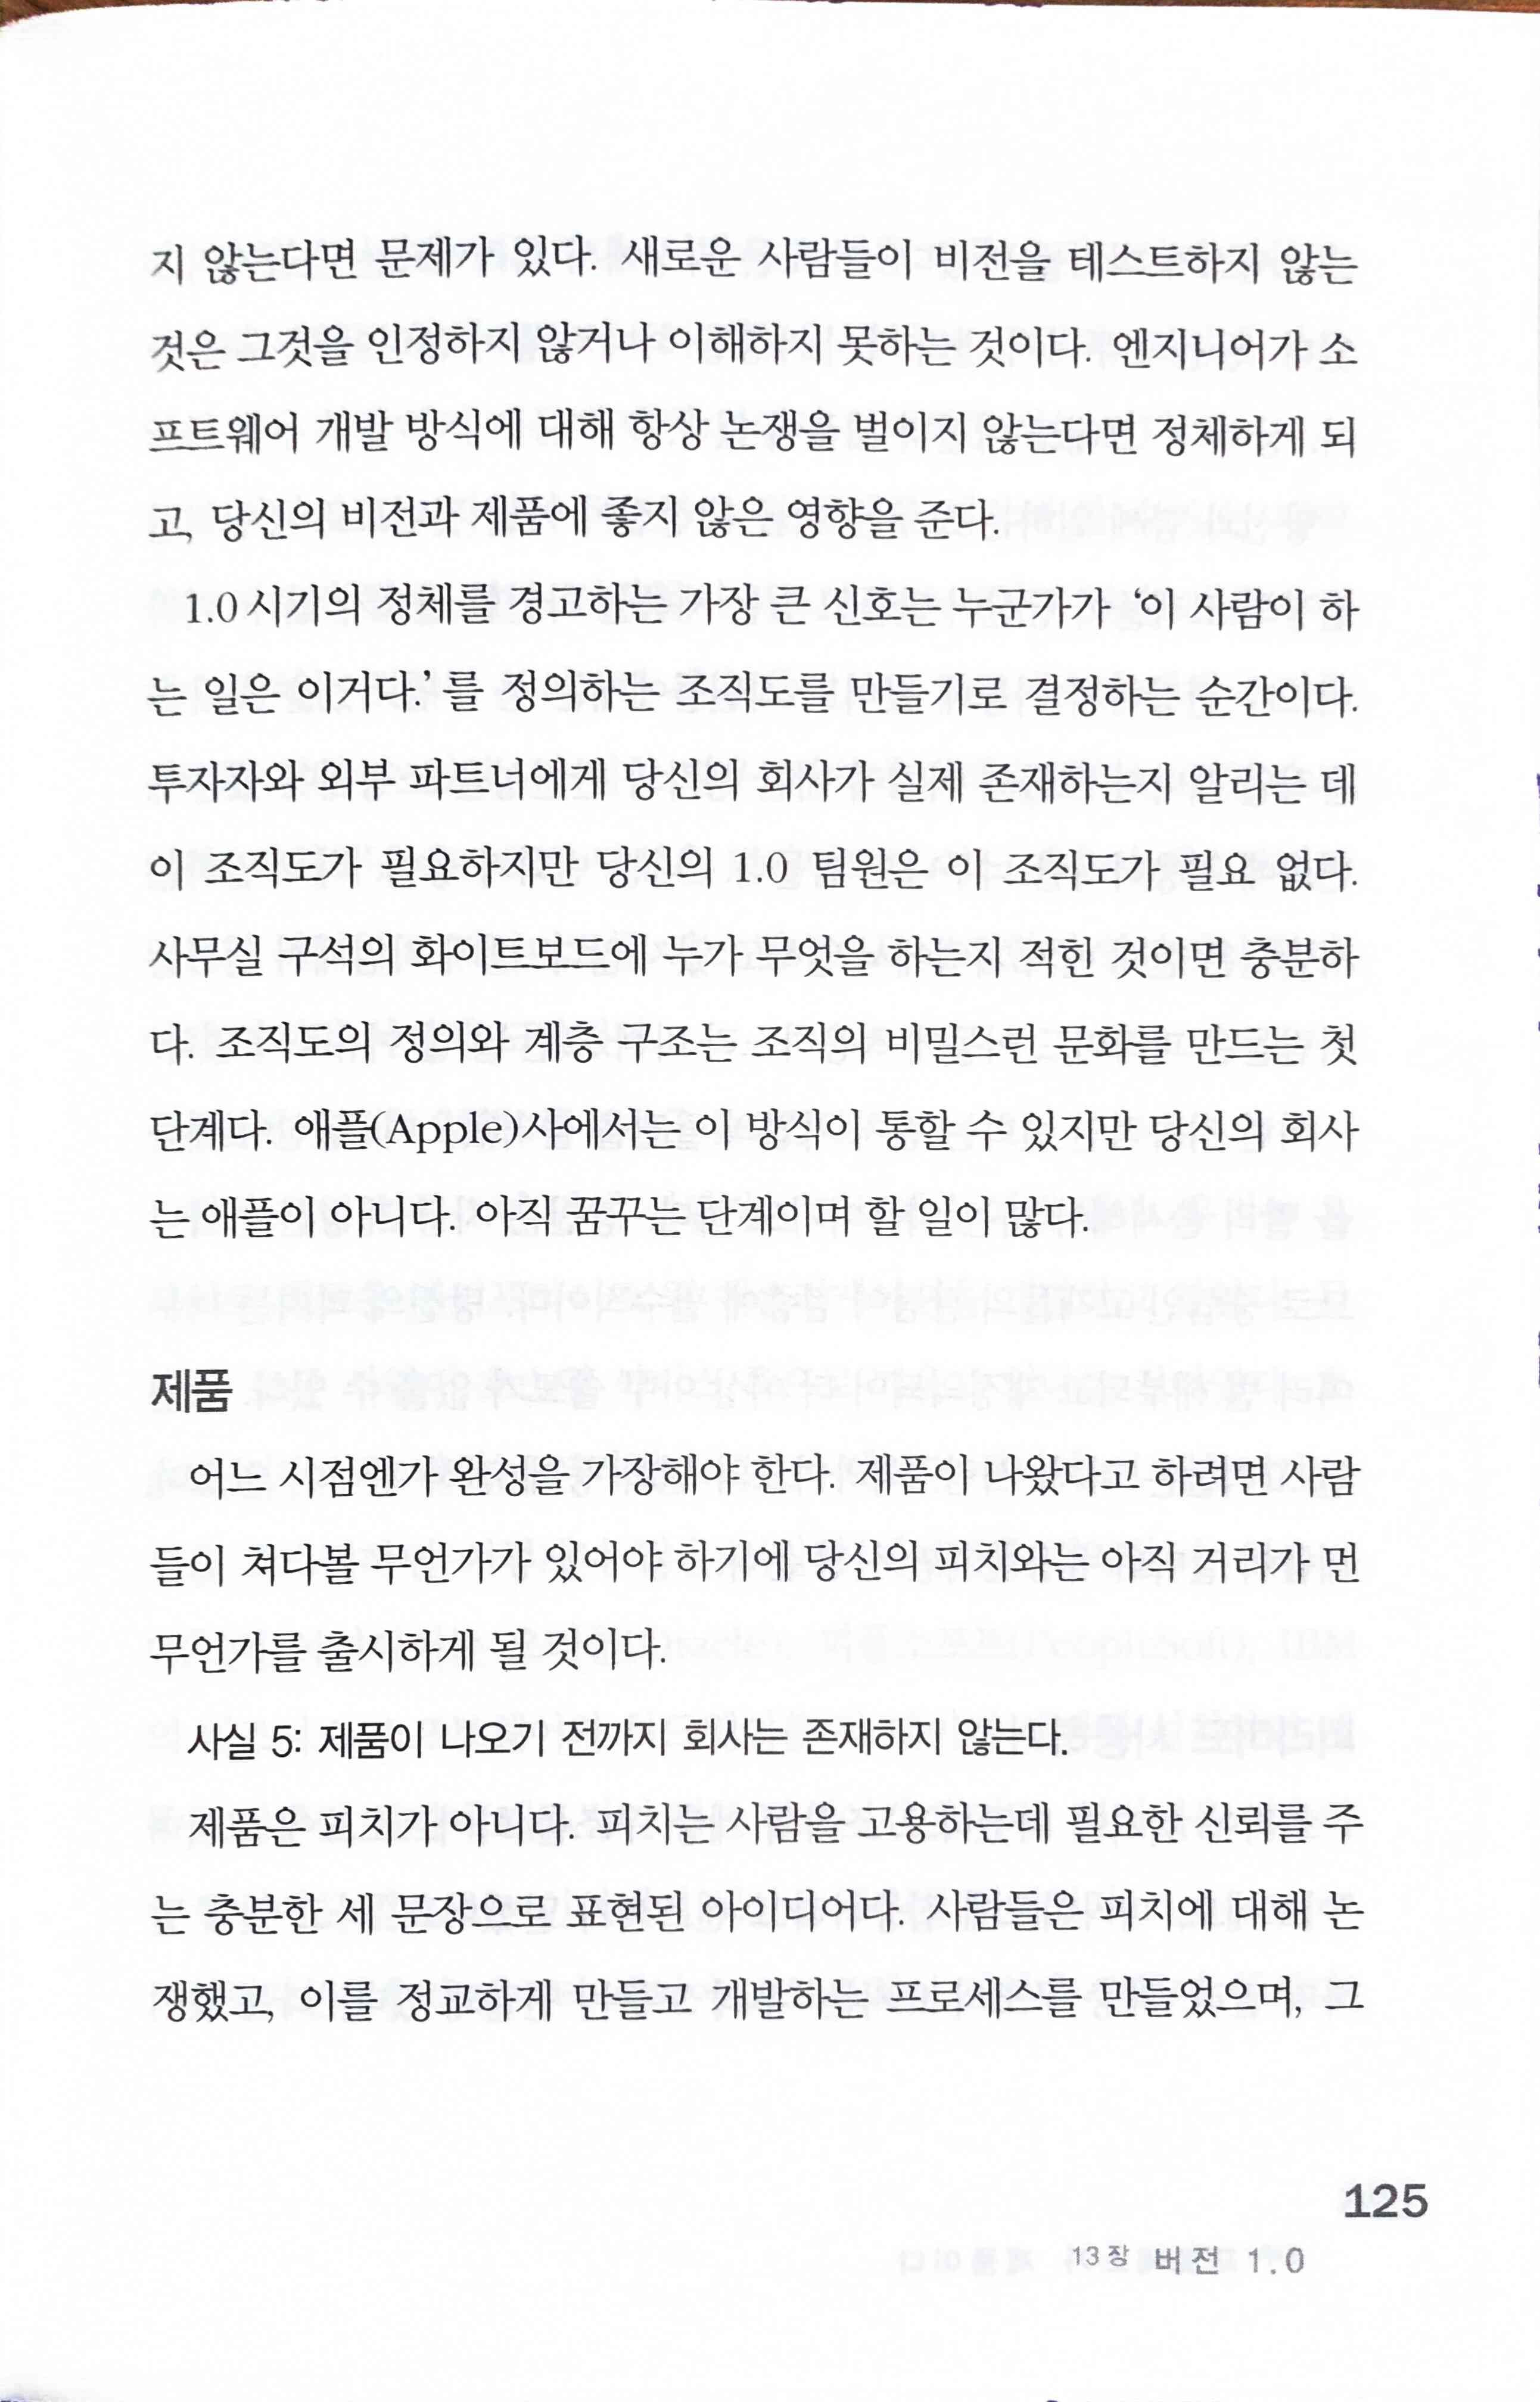 지 않는다면 문제가 있다. 새로운 사람들이 비전을 테스트하지 않는
것은 그것을 인정하지 않거나 이해하지 못하는 것이다. 엔지니어가 소
프트웨어 개발 방식에 대해 항상 논쟁을 벌이지 않는다면 정체하게 되
고, 당신의 비전과 제품에 좋지 않은 영향을 준다.
1.0 시기의 정체를 경고하는 가장 큰 신호는 누군가가 ‘이 사람이 하
는 일은 이거다.’ 를 정의하는 조직도를 만들기로 결정하는 순간이다.
투자자와 외부 파트너에게 당신의 회사가 실제 존재하는지 알리는 데
이 조직도가 필요하지만 당신의 1.0 팀원은 이 조직도가 필요 없다.
사무실 구석의 화이트보드에 누가 무엇을 하는지 적힌 것이면 충분하
다. 조직도의 정의와 계층 구조는 조직의 비밀스런 문화를 만드는 첫
단계다. 애플(Apple)사에서는 이 방식이 통할 수 있지만 당신의 회사
는 애플이 아니다. 아직 꿈꾸는 단계이며 할 일이 많다.
제품
어느 시점엔가 완성을 가장해야 한다. 제품이 나왔다고 하려면 사람
들이 쳐다볼 무언가가 있어야 하기에 당신의 피치와는 아직 거리가 먼
무언가를 출시하게 될 것이다.
사실 5: 제품이 나오기 전까지 회사는 존재하지 않는다.
제품은 피치가 아니다. 피치는 사람을 고용하는데 필요한 신뢰를 주
는 충분한 세 문장으로 표현된 아이디어다. 사람들은 피치에 대해 논
쟁했고, 이를 정교하게 만들고 개발하는 프로세스를 만들었으며, 그
125
13장 버전 1.0